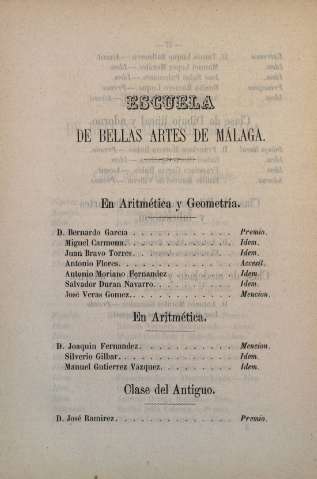 ESCUELA
DE BELLAS ARTES DE MÁLAGA.
En Aritmética y Geometría.
D. Bernardo García . . . . . . . . . . . Premio.
Miguel Carmona. . . . . . . . . . . . Idem.
Juan Bravo Torres. . . . . . . . . . . Idem.
Antonio Flores. . . . . . . . . . . . Accésit.
Antonio Moriano Fernandez . . . . . . . Idem.
Salvador Duran Navarro. . . . . . . . . Idem.
José Veras Gomez. . . . . . . . . . . Mencion.
En Aritmética.
D. Joaquin Fernandez. . . . . . . . . . Mencion.
Silverio Gilbar. . . . . . . . . . . . Idem.
Manuel Gutierrez Vazquez. . . . . . . . Idem.
Clase del Antiguo.
D. José Ramirez. . . . . . . . . . . . Premio.